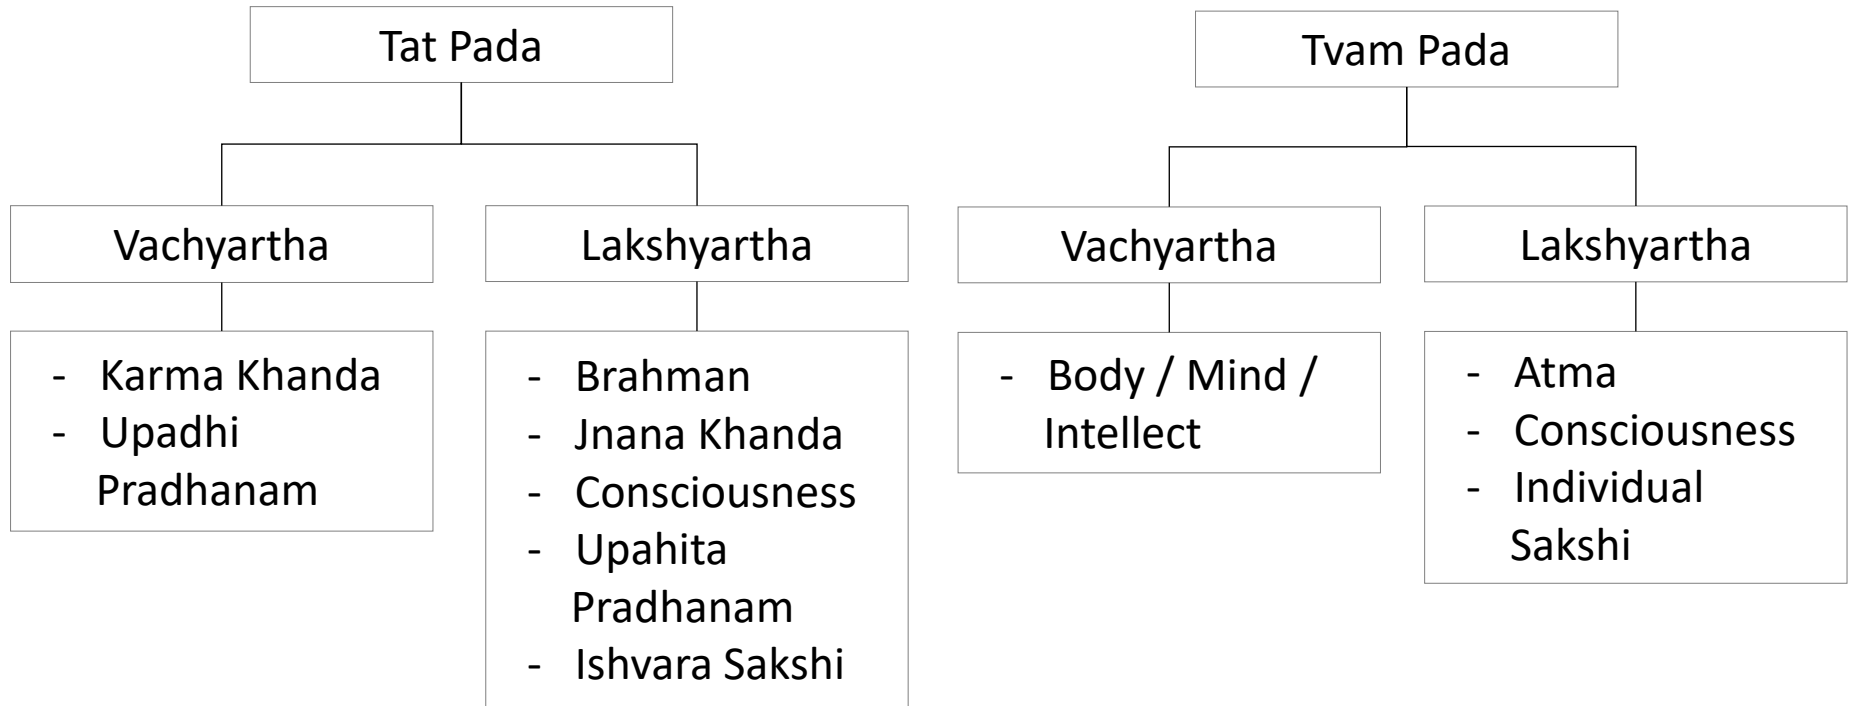 Tat Pada
Vachyartha
- Karma Khanda
- Upadhi
Pradhanam
Lakshyartha
- Brahman
- Jnana Khanda
- Consciousness
- Upahita
Pradhanam
- Ishvara Sakshi
Tvam Pada
Vachyartha
- Body / Mind /
Intellect
Lakshyartha
- Atma
- Consciousness
- Individual
Sakshi